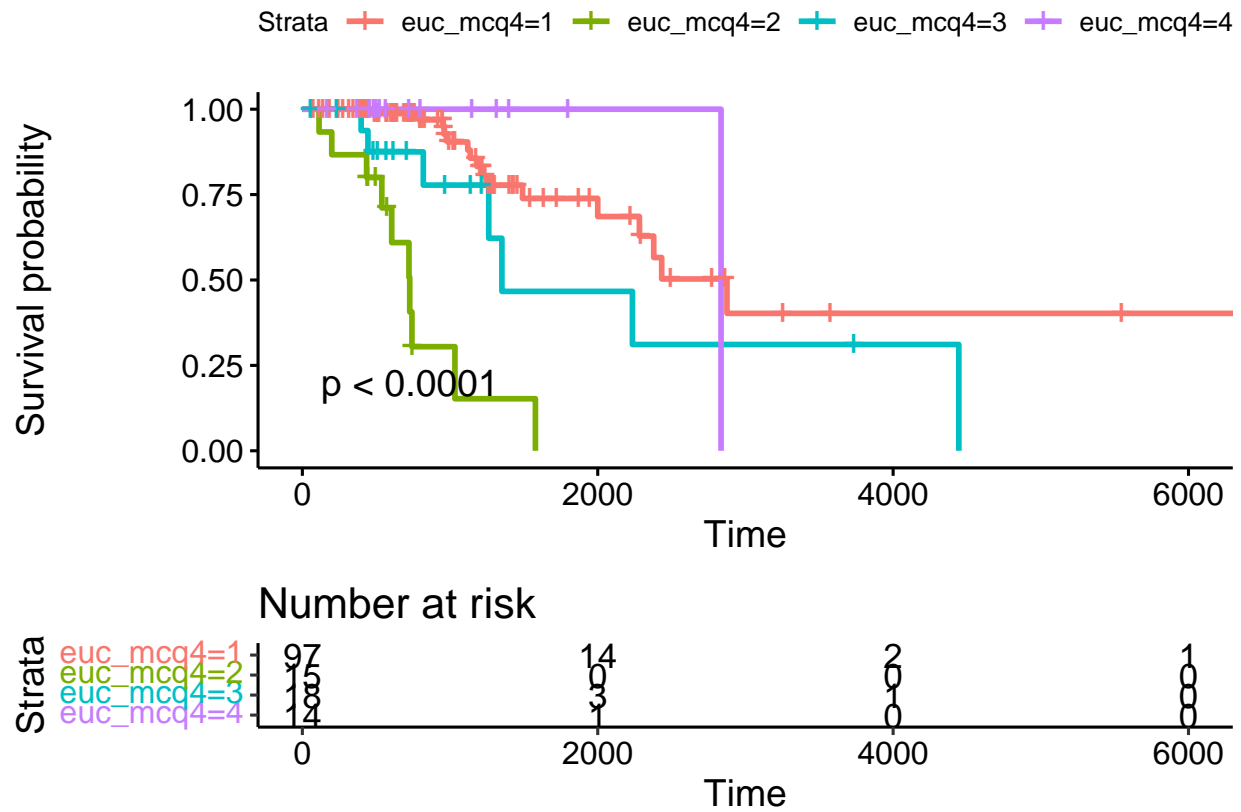 Strata euc_mcq4=1 euc_mcq4=2 euc_mcq4=3 euc_mcq4=4
Survival probability
1.00
0.75
0.50
0.25
0.00
p < 0.0001
0 2000 4000 6000
Time
Number at risk
Strata
euc_mcq4=1 97 14 2 1
euc_mcq4=2 15 0 0 0
euc_mcq4=3 18 3 1 0
euc_mcq4=4 14 1 0 0
0 2000 4000 6000
Time